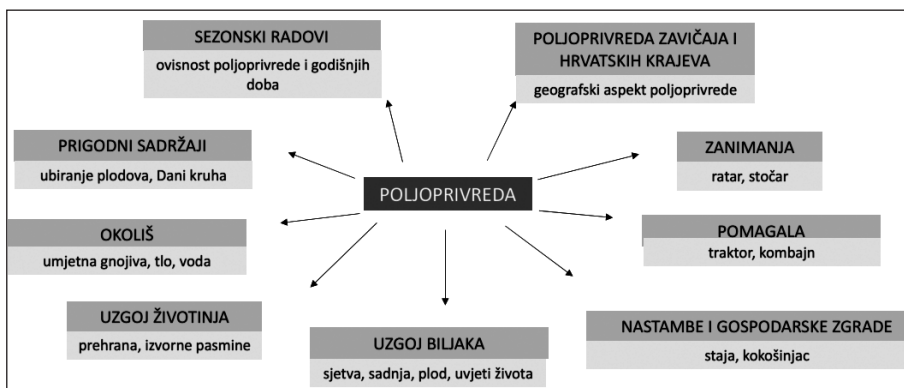 SEZONSKI RADOVI
ovisnost poljoprivrede i godišnjih
doba
POLJOPRIVREDA ZAVIČAJA I
HRVATSKIH KRAJEVA
geografski aspekt poljoprivrede
PRIGODNI SADRŽAJI
ubiranje plodova, Dani kruha
ZANIMANJA
ratar, stočar
POLJOPRIVREDA
OKOLIŠ
umjetna gnojiva, tlo, voda
POMAGALA
traktor, kombajn
UZGOJ ŽIVOTINJA
prehrana, izvorne pasmine
UZGOJ BILJAKA
sjetva, sadnja, plod, uvjeti života
NASTAMBE I GOSPODARSKE ZGRADE
staja, kokošinjac